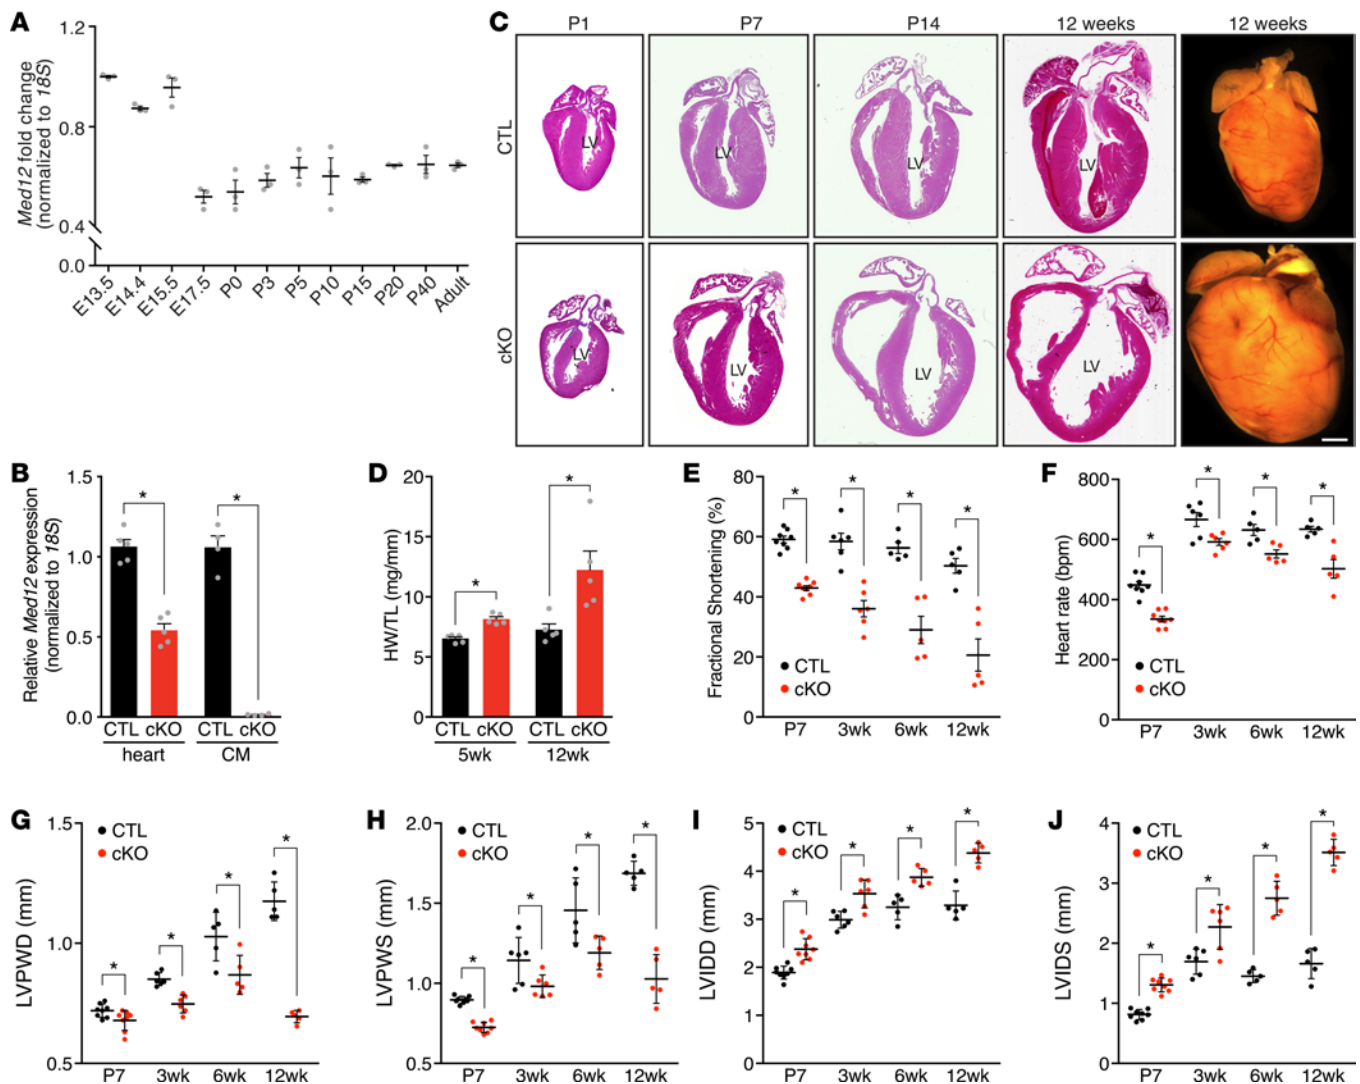 A
Med12 fold change
(normalized to 18S)
1.2
0.8
0.4
0.0
E13.5
E14.4
E15.5
E17.5
P0
P3
P5
P10
P15
P20
P40
Adult
C
P1
P7
P14
12 weeks
12 weeks
CTL
LV
LV
LV
LV
cKO
LV
LV
LV
LV
B
Relative Med12 expression
(normalized to 18S)
1.5
1.0
0.5
0.0
*
*
CTL cKO
CTL cKO
heart
CM
D
HW/TL (mg/mm)
20
15
10
5
0
*
*
CTL cKO
CTL cKO
5wk
12wk
E
Fractional Shortening (%)
80
60
40
20
0
*
*
*
*
CTL
cKO
P7
3wk
6wk
12wk
F
Heart rate (bpm)
800
600
400
200
0
*
*
*
*
CTL
cKO
P7
3wk
6wk
12wk
G
LVPWD (mm)
1.5
1.0
0.5
CTL
cKO
*
*
*
*
P7
3wk
6wk
12wk
H
LVPWS (mm)
2.0
1.5
1.0
0.5
CTL
cKO
*
*
*
*
P7
3wk
6wk
12wk
I
LVIDD (mm)
5
4
3
2
1
0
CTL
cKO
*
*
*
*
P7
3wk
6wk
12wk
J
LVIDS (mm)
4
3
2
1
0
CTL
cKO
*
*
*
*
P7
3wk
6wk
12wk